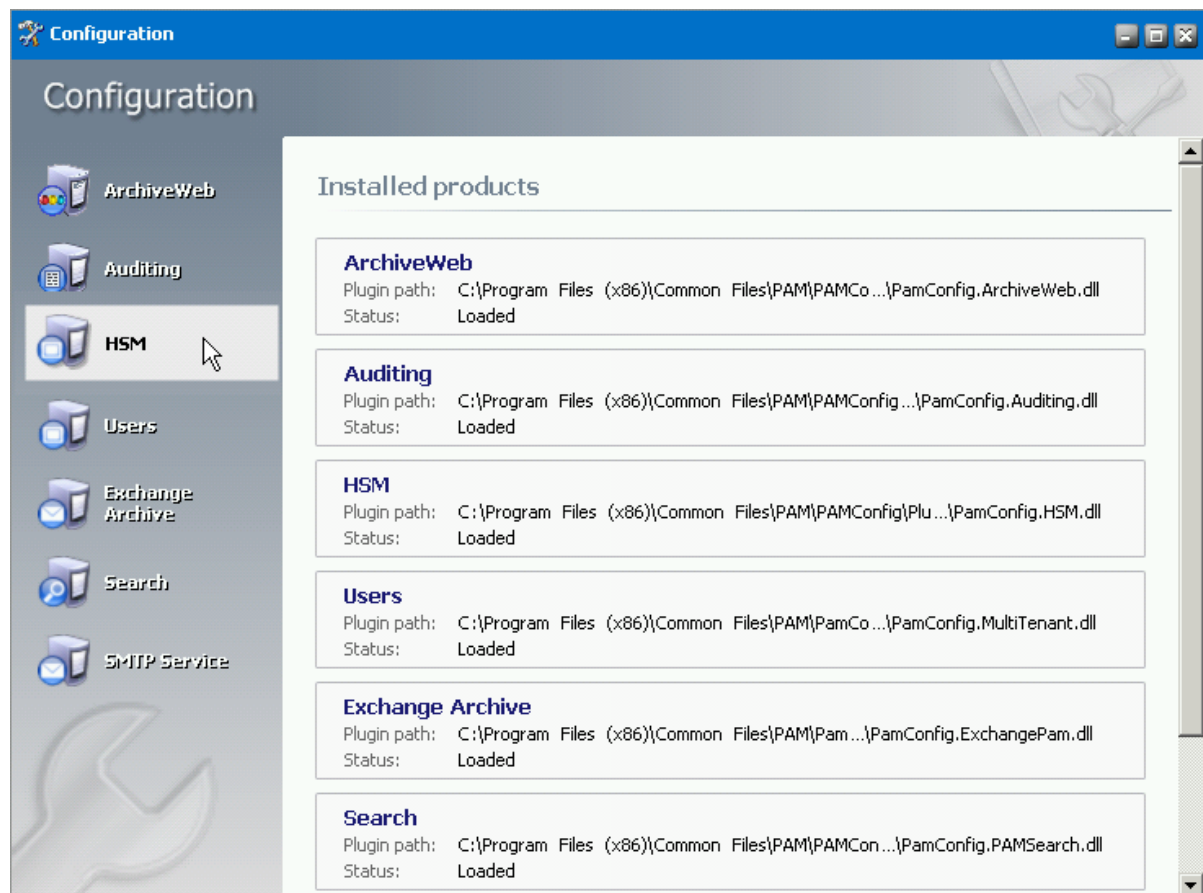 Configuration
Configuration
ArchiveWeb
Auditing
HSM
Users
Exchange
Archive
Search
SMTP Service
Installed products
ArchiveWeb
Plugin path: C:\Program Files (x86)\Common Files\PAM\PAMCo...\PamConfig.ArchiveWeb.dll
Status: Loaded
Auditing
Plugin path: C:\Program Files (x86)\Common Files\PAM\PAMConfig...\PamConfig.Auditing.dll
Status: Loaded
HSM
Plugin path: C:\Program Files (x86)\Common Files\PAM\PAMConfig\Plu...\PamConfig.HSM.dll
Status: Loaded
Users
Plugin path: C:\Program Files (x86)\Common Files\PAM\PamCo...\PamConfig.MultiTenant.dll
Status: Loaded
Exchange Archive
Plugin path: C:\Program Files (x86)\Common Files\PAM\Pam...\PamConfig.ExchangePam.dll
Status: Loaded
Search
Plugin path: C:\Program Files (x86)\Common Files\PAM\PAMCon...\PamConfig.PAMSearch.dll
Status: Loaded